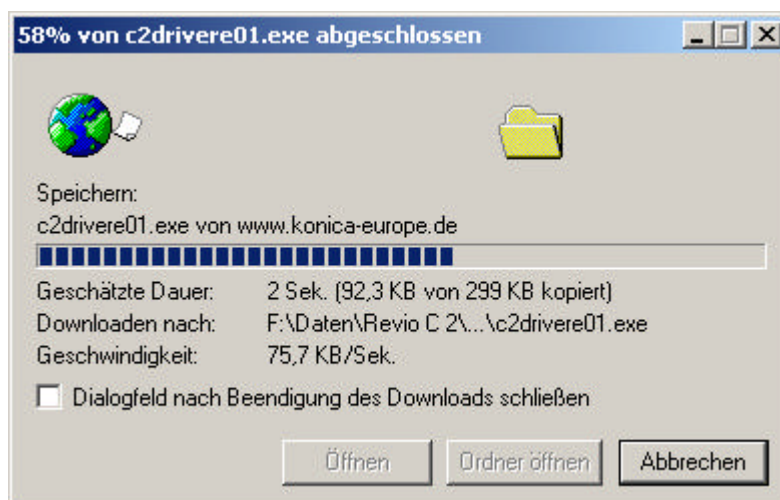 58% von c2drivere01.exe abgeschlossen
Speichern:
c2drivere01.exe von www.konica-europe.de
Geschätzte Dauer: 2 Sek. (92,3 KB von 299 KB kopiert)
Downloaden nach: F:\Daten\Revio C 2\...\c2drivere01.exe
Geschwindigkeit: 75,7 KB/Sek.
Dialogfeld nach Beendigung des Downloads schließen
Öffnen Ordner öffnen Abbrechen